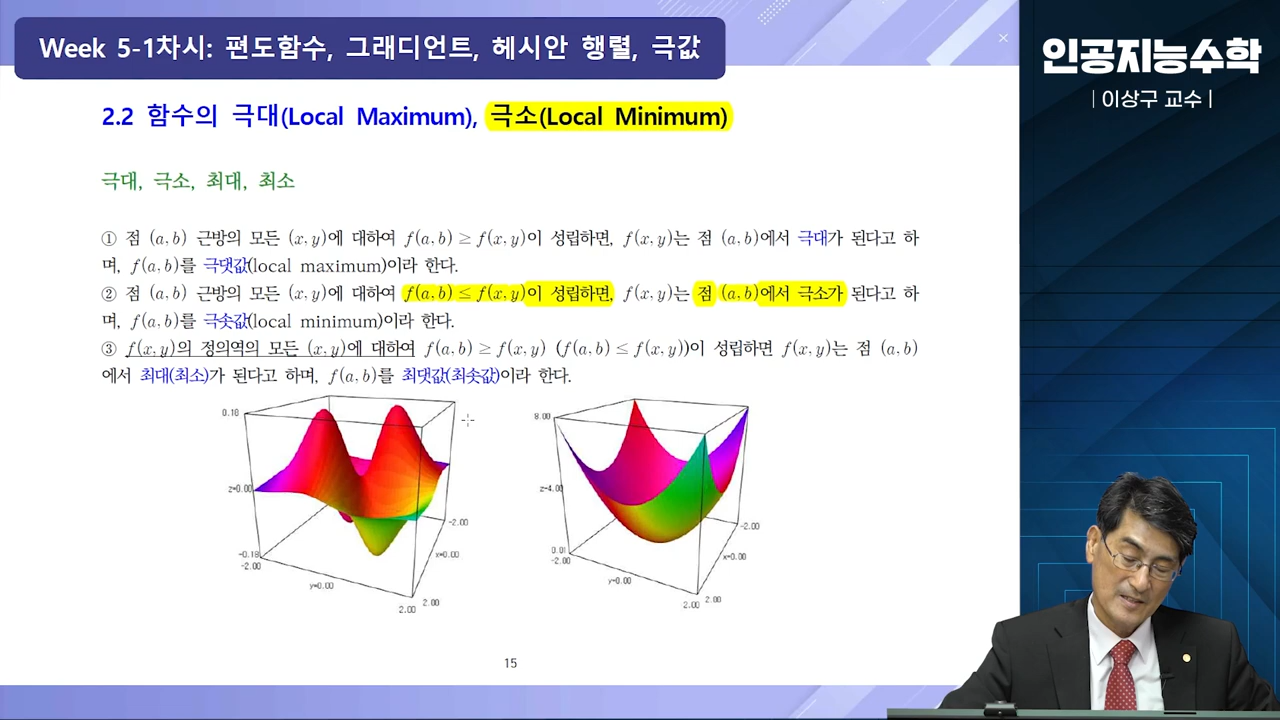 Week 5-1차시: 편도함수, 그래디언트, 헤시안 행렬, 극값
인공지능수학
| 이상구 교수 |
2.2 함수의 극대(Local Maximum), 극소(Local Minimum)
극대, 극소, 최대, 최소
① 점 (a, b) 근방의 모든 (x, y)에 대하여 f(a, b) ≥ f(x, y)이 성립하면, f(x, y)는 점 (a, b)에서 극대가 된다고 하
며, f(a, b)를 극댓값(local maximum)이라 한다.
② 점 (a, b) 근방의 모든 (x, y)에 대하여 f(a, b) ≤ f(x, y)이 성립하면, f(x, y)는 점 (a, b)에서 극소가 된다고 하
며, f(a, b)를 극솟값(local minimum)이라 한다.
③ f(x, y)의 정의역의 모든 (x, y)에 대하여 f(a, b) ≥ f(x, y) (f(a, b) ≤ f(x, y))이 성립하면 f(x, y)는 점 (a, b)
에서 최대(최소)가 된다고 하며, f(a, b)를 최댓값(최솟값)이라 한다.
0.18
z=0.00
-0.18
-2.00
y=0.00
2.00
2.00
x=0.00
-2.00
8.00
z=4.00
0.01
-2.00
y=0.00
2.00
2.00
x=0.00
-2.00
15